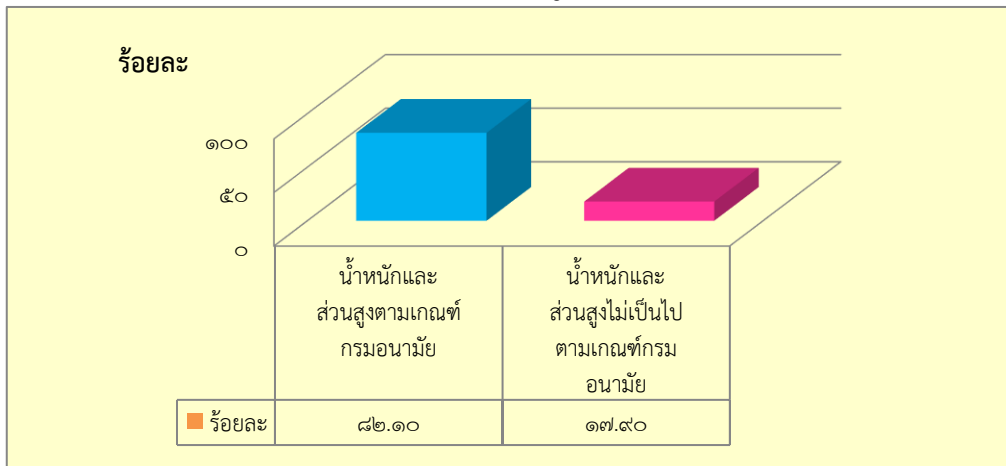 ร้อยละ
๑๐๐
๕๐
๐
น้ำหนักและ
ส่วนสูงตามเกณฑ์
กรมอนามัย
น้ำหนักและ
ส่วนสูงไม่เป็นไป
ตามเกณฑ์กรม
อนามัย
ร้อยละ ๘๒.๑๐ ๑๗.๙๐